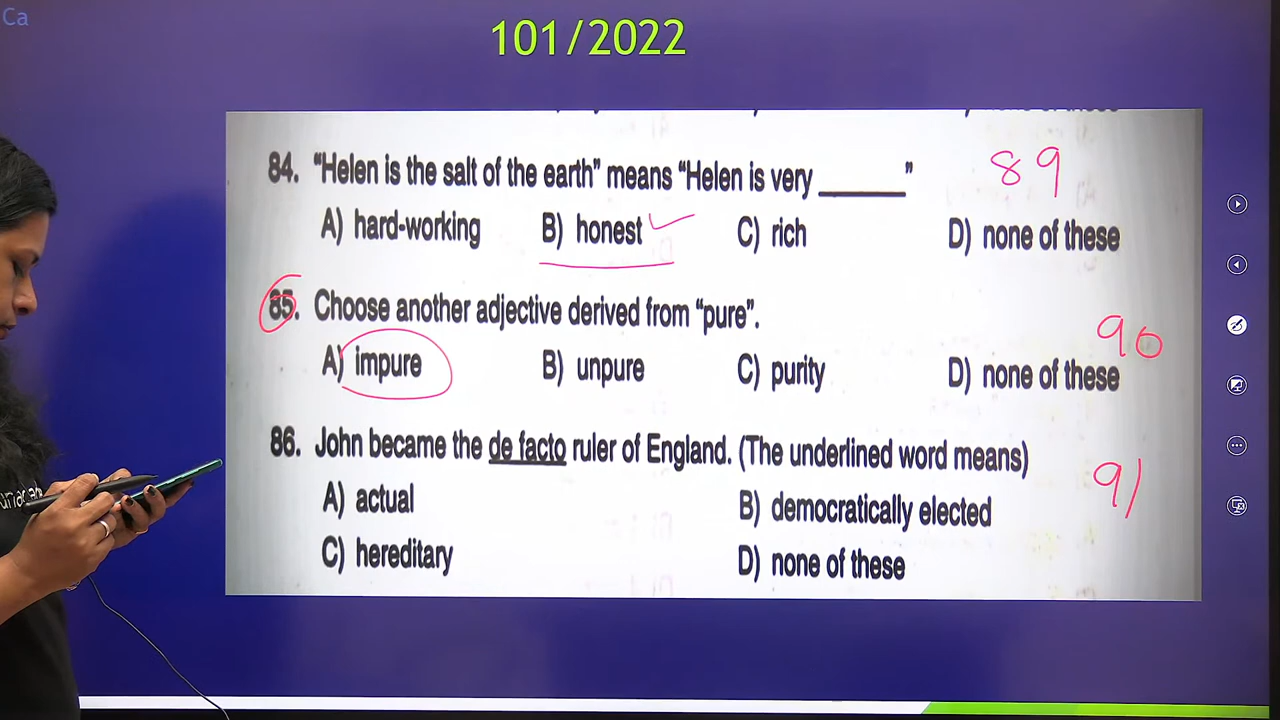 Ca
101/2022
84. “Helen is the salt of the earth” means “Helen is very ______” 89
A) hard-working B) honest C) rich D) none of these
85. Choose another adjective derived from “pure”. 90
A) impure B) unpure C) purity D) none of these
86. John became the de facto ruler of England. (The underlined word means) 91
A) actual B) democratically elected
C) hereditary D) none of these